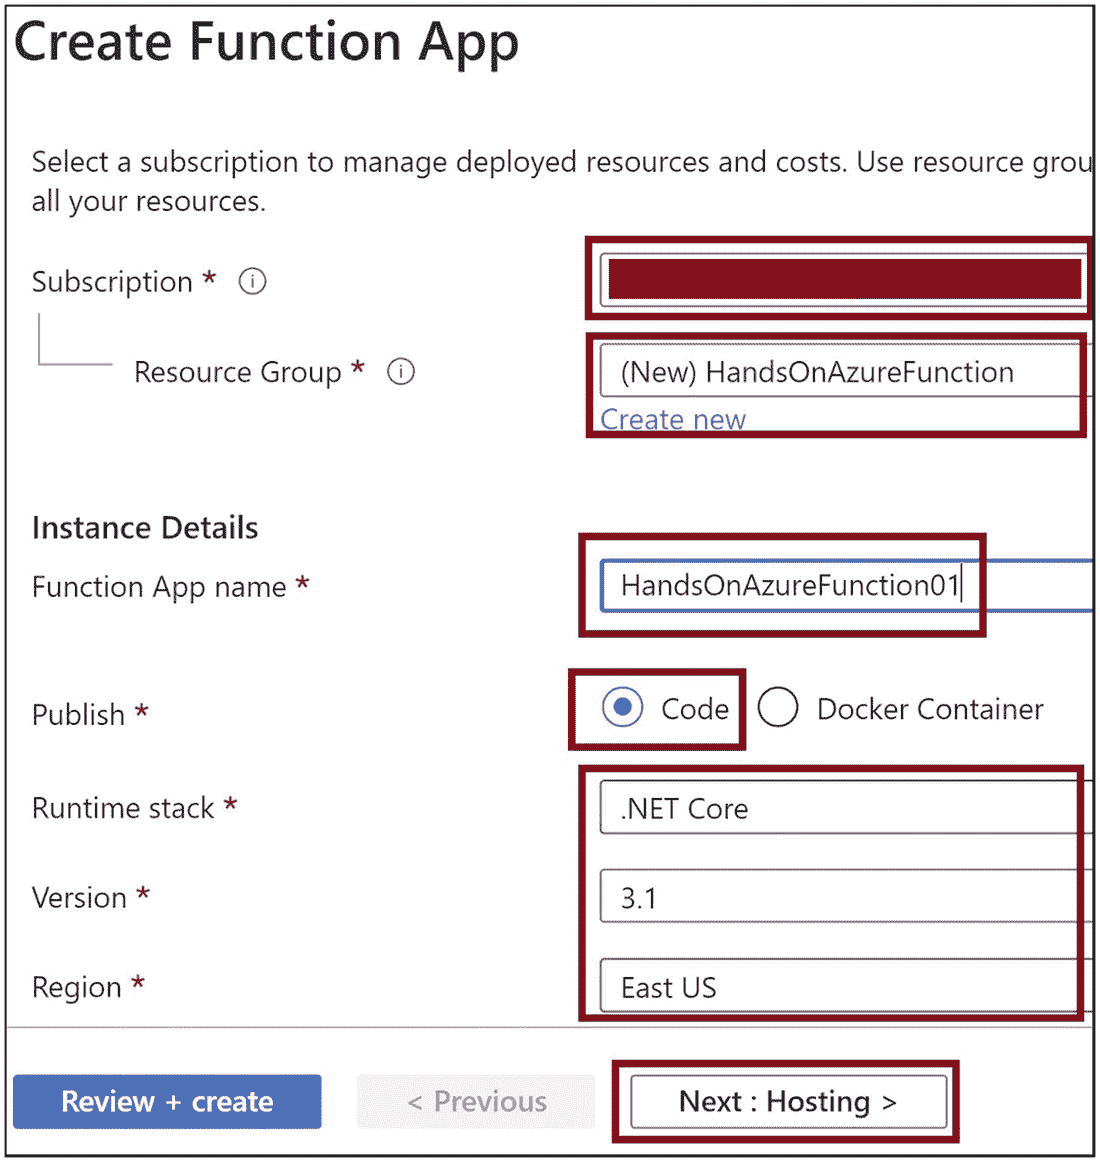 Create Function App
Select a subscription to manage deployed resources and costs. Use resource grou
all your resources.
Subscription *
Resource Group *
(New) HandsOnAzureFunction
Create new
Instance Details
Function App name *
HandsOnAzureFunction01
Publish *
Code
Docker Container
Runtime stack *
.NET Core
Version *
3.1
Region *
East US
Review + create
< Previous
Next : Hosting >